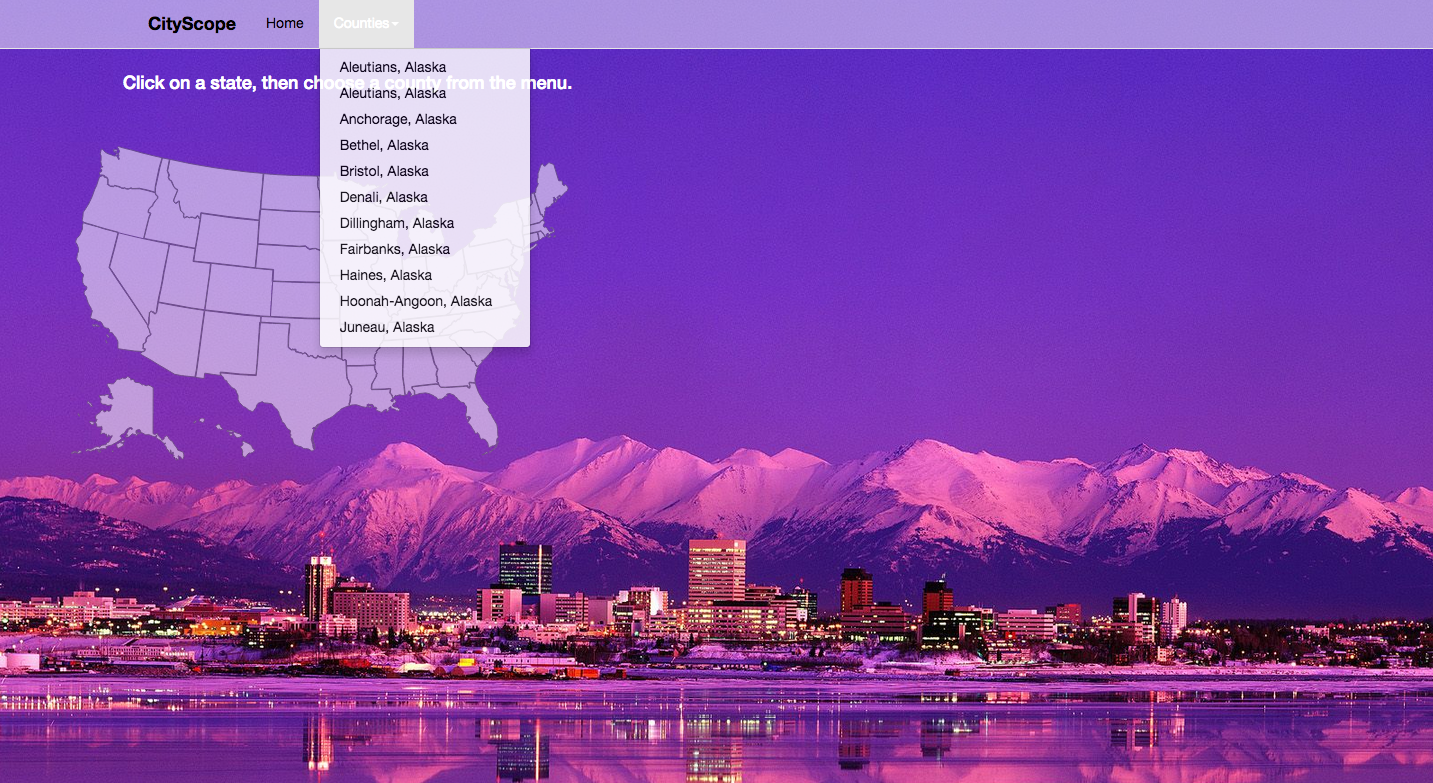 CityScope Home Counties
Click on a state, then choose a county from the menu.
Aleutians, Alaska
Aleutians, Alaska
Anchorage, Alaska
Bethel, Alaska
Bristol, Alaska
Denali, Alaska
Dillingham, Alaska
Fairbanks, Alaska
Haines, Alaska
Hoonah-Angoon, Alaska
Juneau, Alaska